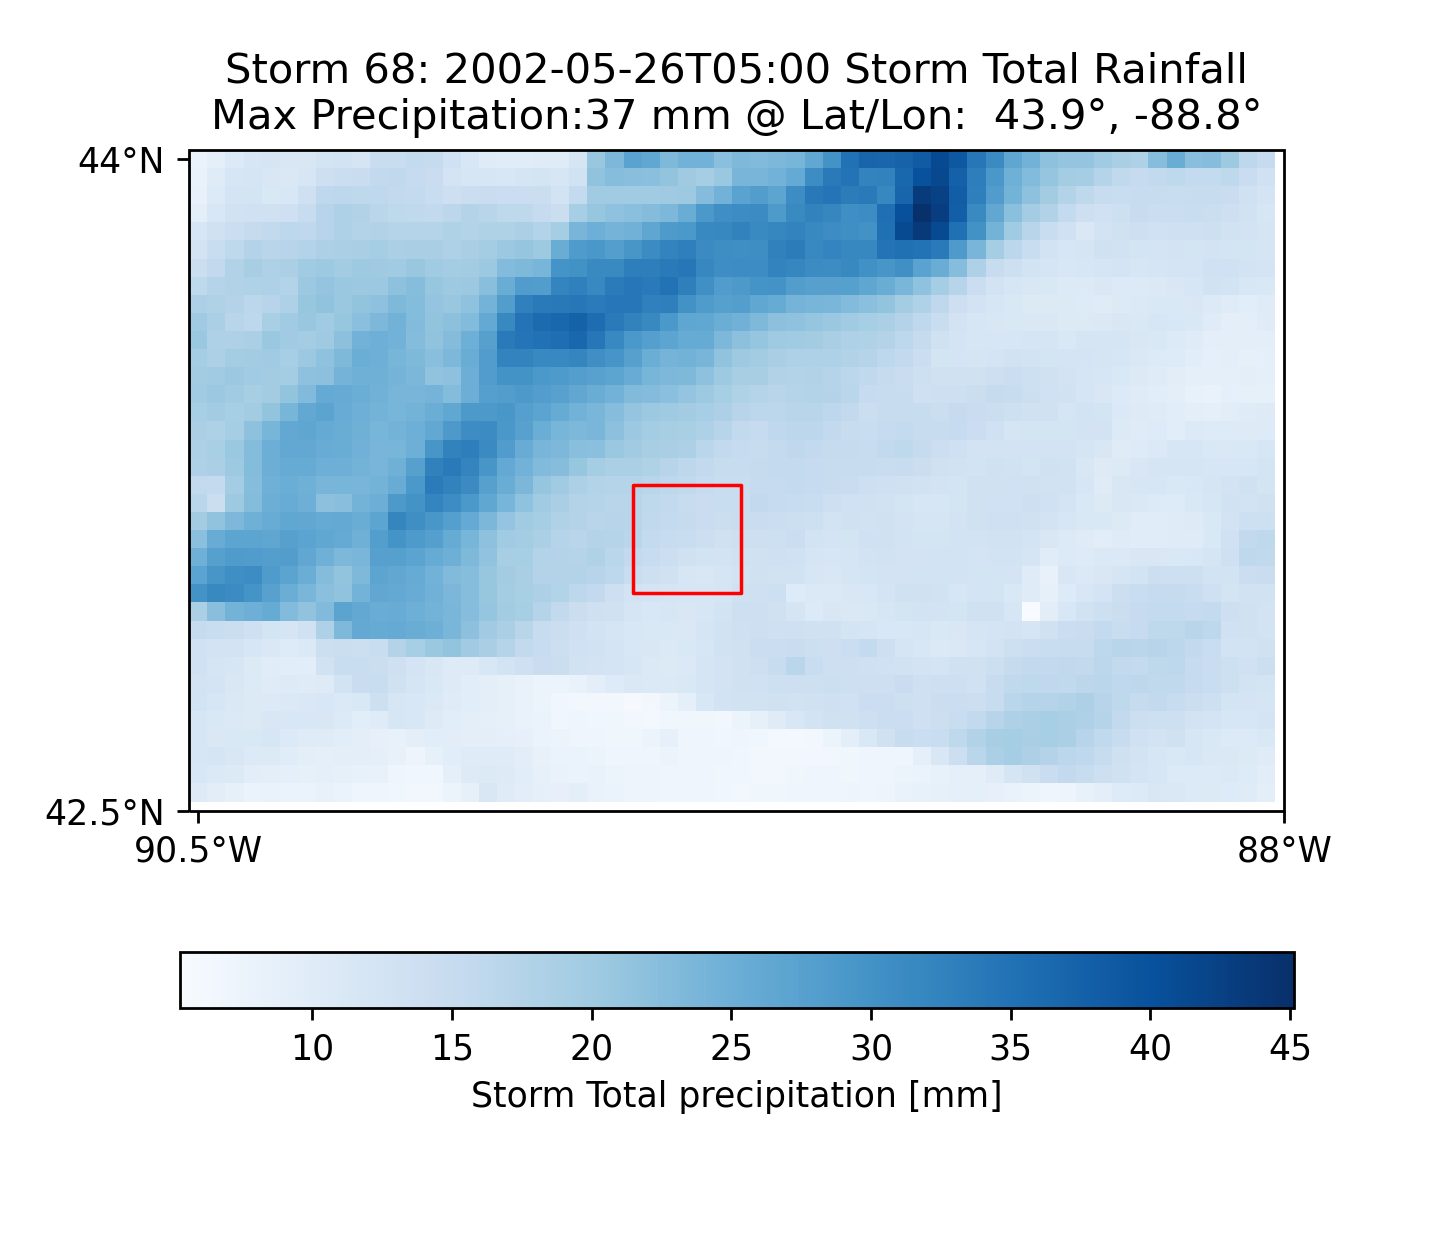 Storm 68: 2002-05-26T05:00 Storm Total Rainfall
Max Precipitation:37 mm @ Lat/Lon:  43.9°, -88.8°
44°N
42.5°N
90.5°W 88°W
10 15 20 25 30 35 40 45
Storm Total precipitation [mm]